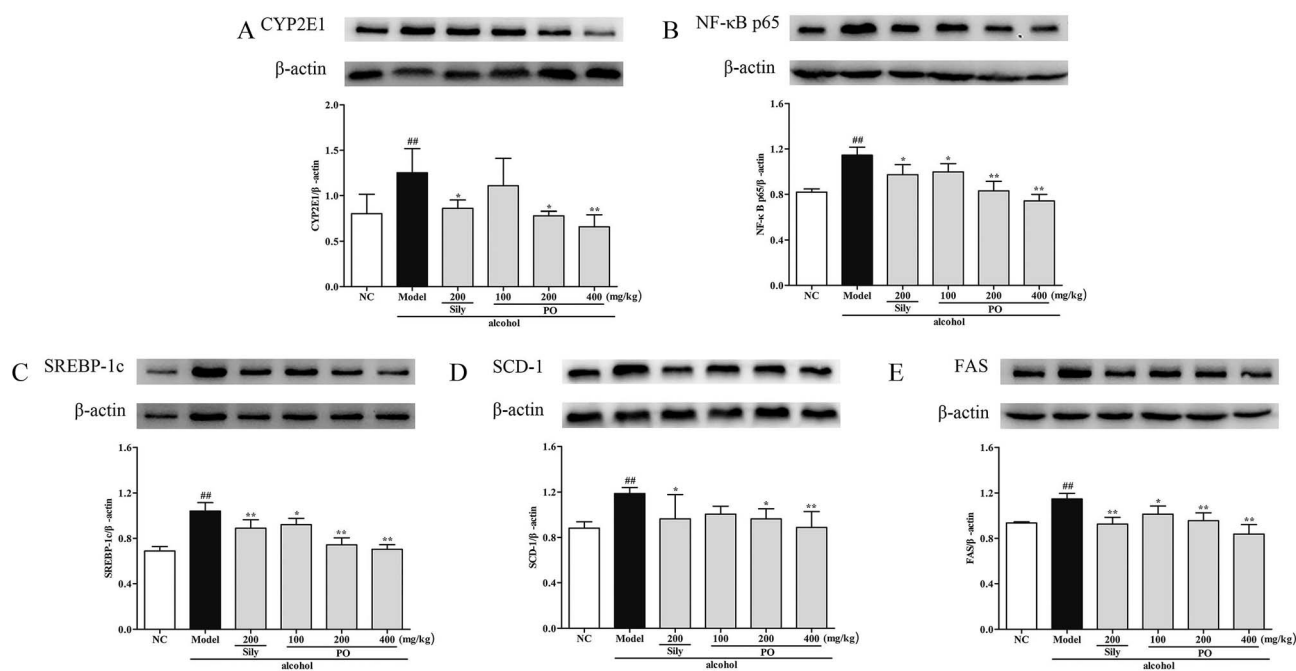 A CYP2E1
β-actin
CYP2E1/β -actin
2.0
1.5
1.0
0.5
0.0
## * * **
NC Model 200 100 200 400 (mg/kg)
Sily PO
alcohol
B NF-κB p65
β-actin
NF-κ B p65/β -actin
1.6
1.2
0.8
0.4
0.0
## * * ** **
NC Model 200 100 200 400 (mg/kg)
Sily PO
alcohol
C SREBP-1c
β-actin
SREBP-1c/β -actin
1.6
1.2
0.8
0.4
0.0
## ** * ** **
NC Model 200 100 200 400 (mg/kg)
Sily PO
alcohol
D SCD-1
β-actin
SCD-1/β -actin
1.6
1.2
0.8
0.4
0.0
## * * **
NC Model 200 100 200 400 (mg/kg)
Sily PO
alcohol
E FAS
β-actin
FAS/β -actin
1.6
1.2
0.8
0.4
0.0
## ** * ** **
NC Model 200 100 200 400 (mg/kg)
Sily PO
alcohol